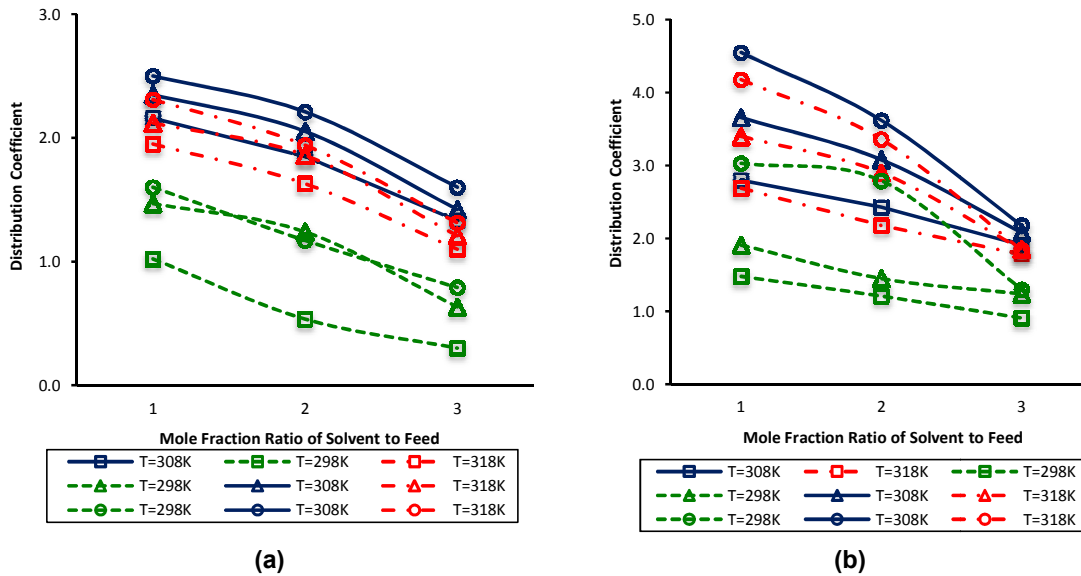 3.0
2.0
1.0
0.0
Distribution Coefficient
1 2 3
Mole Fraction Ratio of Solvent to Feed
T=308K T=298K T=318K
T=298K T=308K T=318K
T=298K T=308K T=318K
(a)
5.0
4.0
3.0
2.0
1.0
0.0
Distribution Coefficient
1 2 3
Mole Fraction Ratio of Solvent to Feed
T=308K T=318K T=298K
T=298K T=308K T=318K
T=298K T=308K T=318K
(b)